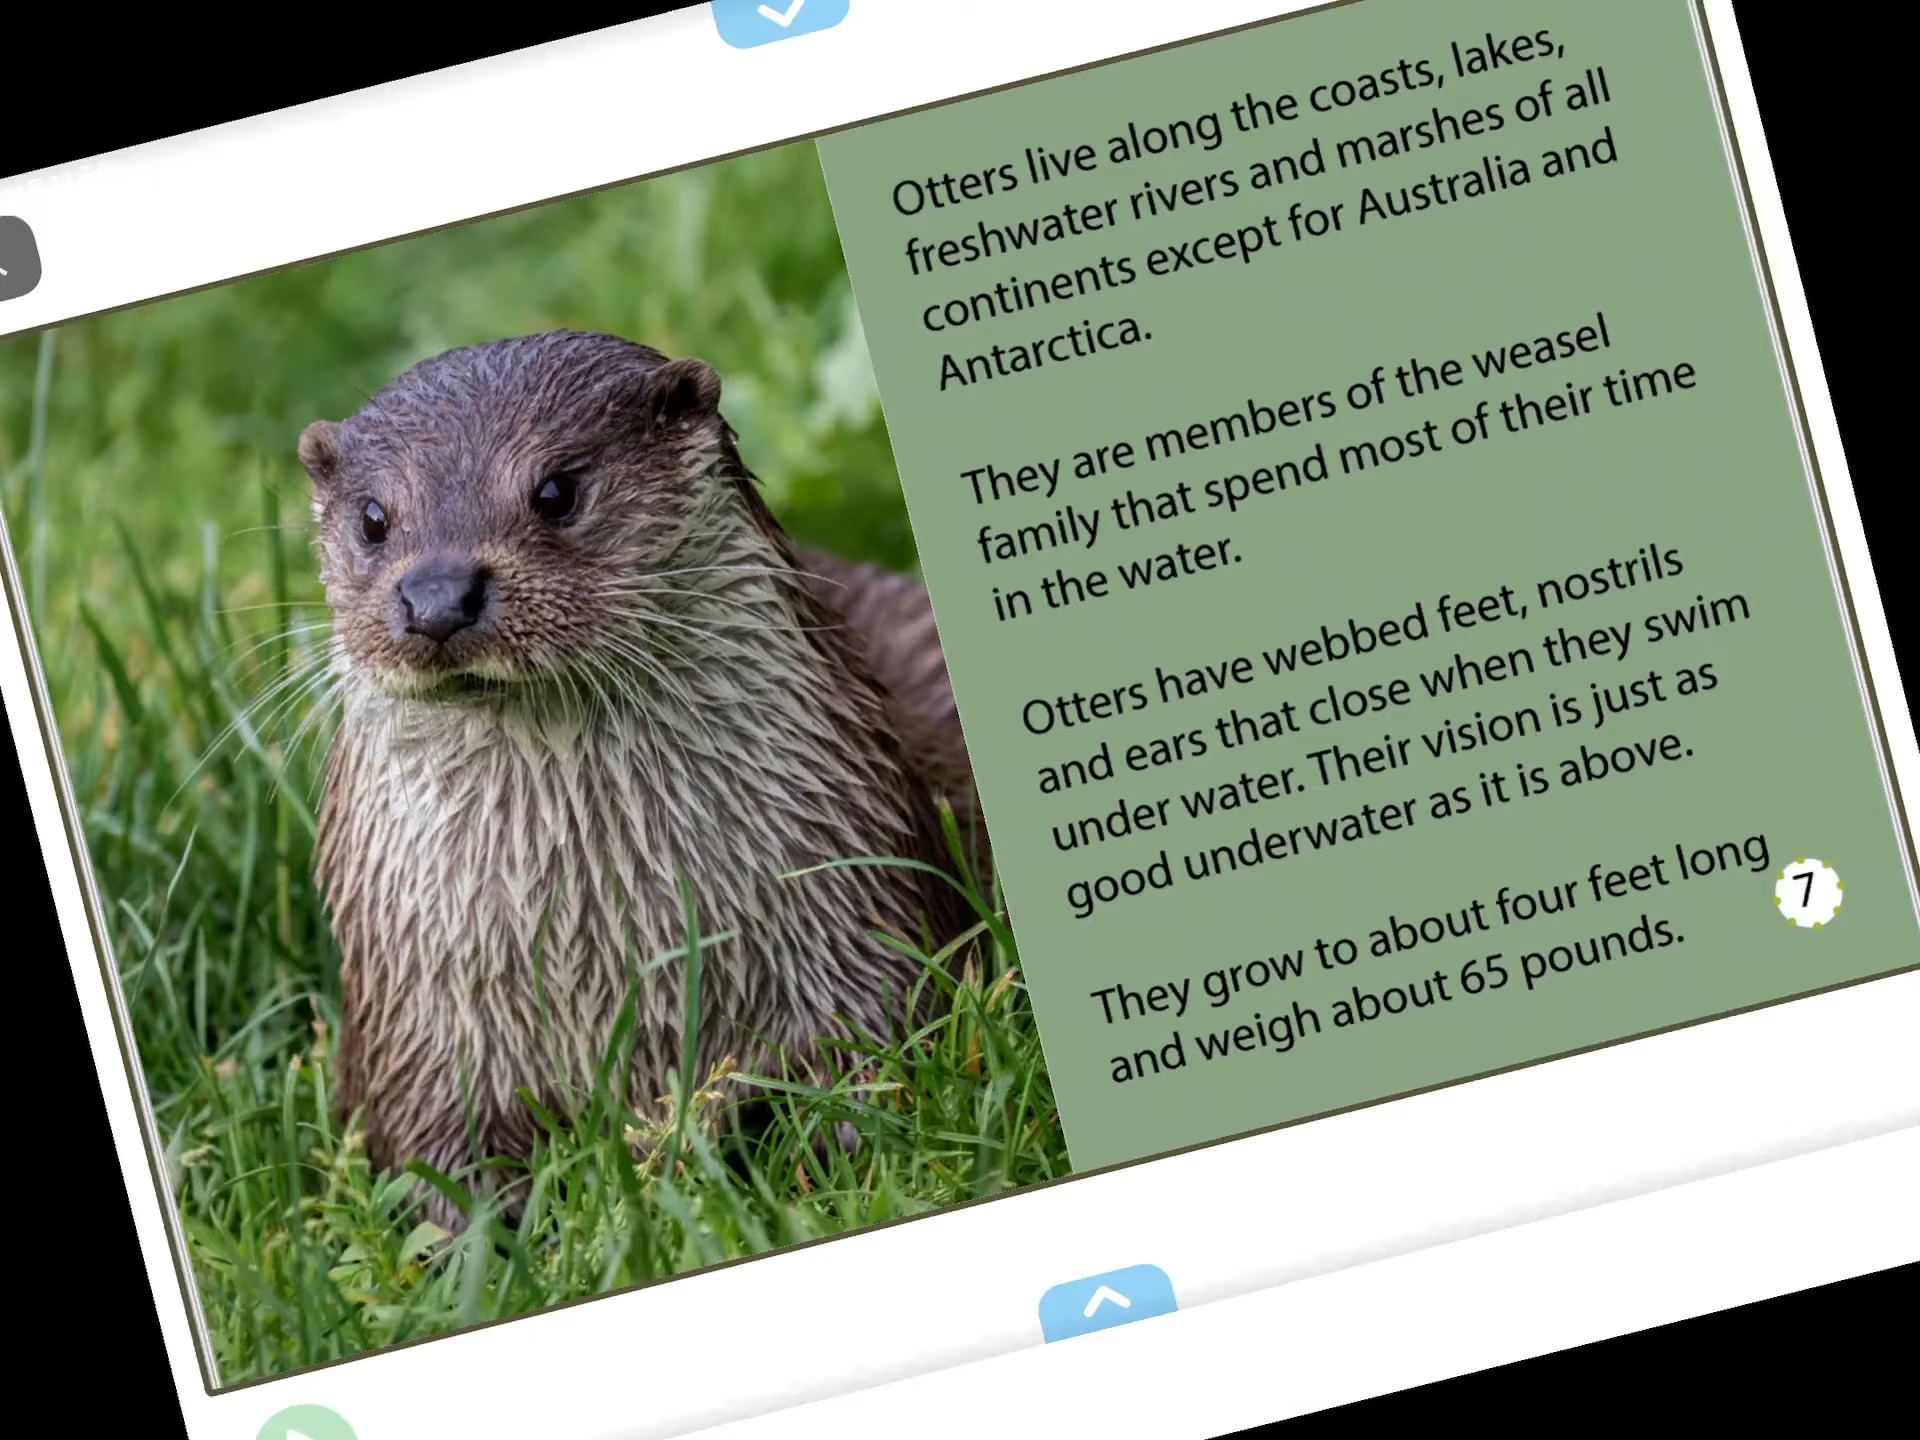 Otters live along the coasts, lakes,
freshwater rivers and marshes of all
continents except for Australia and
Antarctica.
They are members of the weasel
family that spend most of their time
in the water.
Otters have webbed feet, nostrils
and ears that close when they swim
under water. Their vision is just as
good underwater as it is above.
They grow to about four feet long
and weigh about 65 pounds.
7